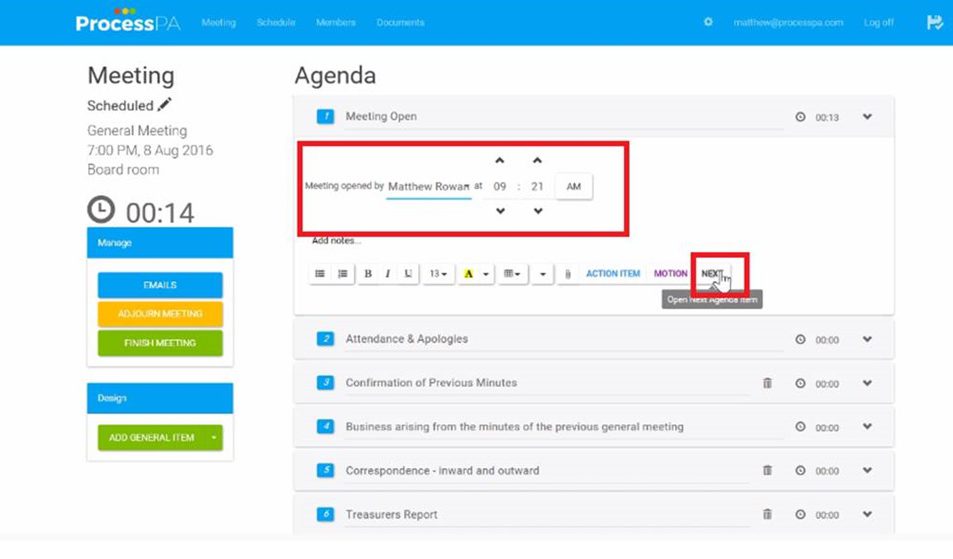 ProcessPA Meeting Schedule Members Documents matthew@processpa.com Log off
Meeting
Scheduled
General Meeting
7:00 PM, 8 Aug 2016
Board room
00:14
Manage
EMAILS
ADJOURN MEETING
FINISH MEETING
Design
ADD GENERAL ITEM
Agenda
1 Meeting Open 00:13
Meeting opened by Matthew Rowan at 09 : 21 AM
Add notes...
B I U 13 A ACTION ITEM MOTION NEXT
Open Next Agenda Item
2 Attendance & Apologies 00:00
3 Confirmation of Previous Minutes 00:00
4 Business arising from the minutes of the previous general meeting 00:00
5 Correspondence - inward and outward 00:00
6 Treasurers Report 00:00